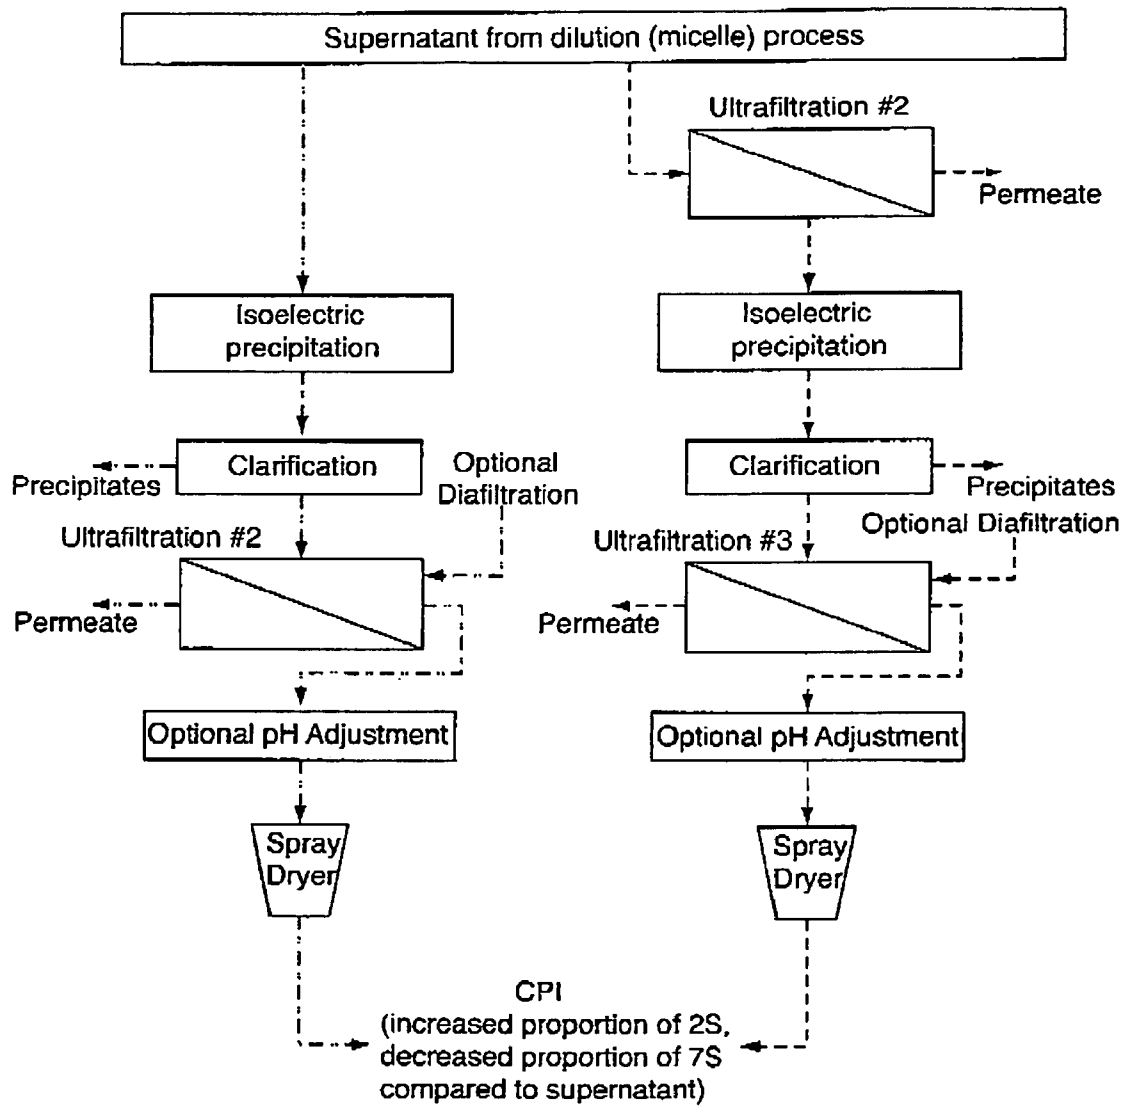 Supernatant from dilution (micelle) process
Ultrafiltration #2
Permeate
Isoelectric
precipitation
Isoelectric
precipitation
Clarification
Precipitates
Optional
Diafiltration
Clarification
Precipitates
Optional Diafiltration
Ultrafiltration #2
Permeate
Ultrafiltration #3
Permeate
Optional pH Adjustment
Optional pH Adjustment
Spray
Dryer
Spray
Dryer
CPI
(increased proportion of 2S,
decreased proportion of 7S
compared to supernatant)